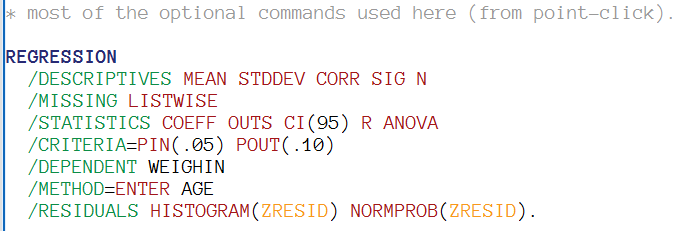 * most of the optional commands used here (from point-click).
REGRESSION
/DESCRIPTIVES MEAN STDDEV CORR SIG N
/MISSING LISTWISE
/STATISTICS COEFF OUTS CI(95) R ANOVA
/CRITERIA=PIN(.05) POUT(.10)
/DEPENDENT WEIGHIN
/METHOD=ENTER AGE
/RESIDUALS HISTOGRAM(ZRESID) NORMPROB(ZRESID).